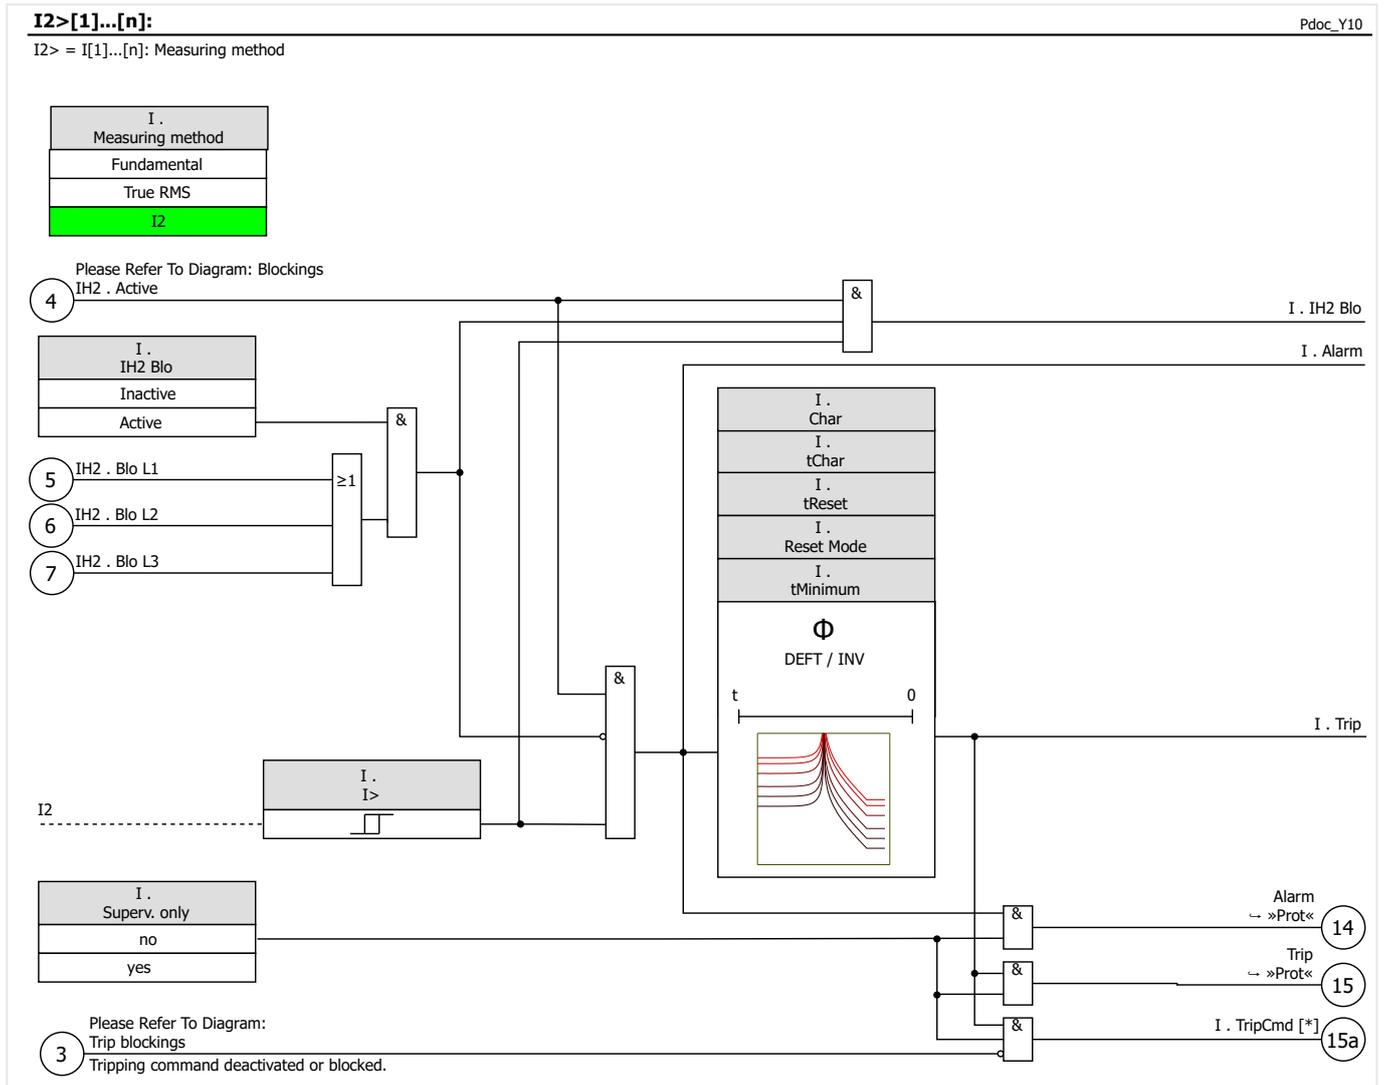 I2>[1]...[n]:
Pdoc_Y10
I2> = I[1]...[n]: Measuring method
I .
Measuring method
Fundamental
True RMS
I2
Please Refer To Diagram: Blockings
4
IH2 . Active
&
I . IH2 Blo
I .
IH2 Blo
Inactive
Active
&
I . Alarm
5
IH2 . Blo L1
≥1
6
IH2 . Blo L2
7
IH2 . Blo L3
I .
Char
I .
tChar
I .
tReset
I .
Reset Mode
I .
tMinimum
Φ
DEFT / INV
t
0
&
I . Trip
I2
I .
I>
I .
Superv. only
no
yes
&
Alarm
↪ »Prot«
14
&
Trip
↪ »Prot«
15
&
I . TripCmd [*]
15a
Please Refer To Diagram:
3
Trip blockings
Tripping command deactivated or blocked.